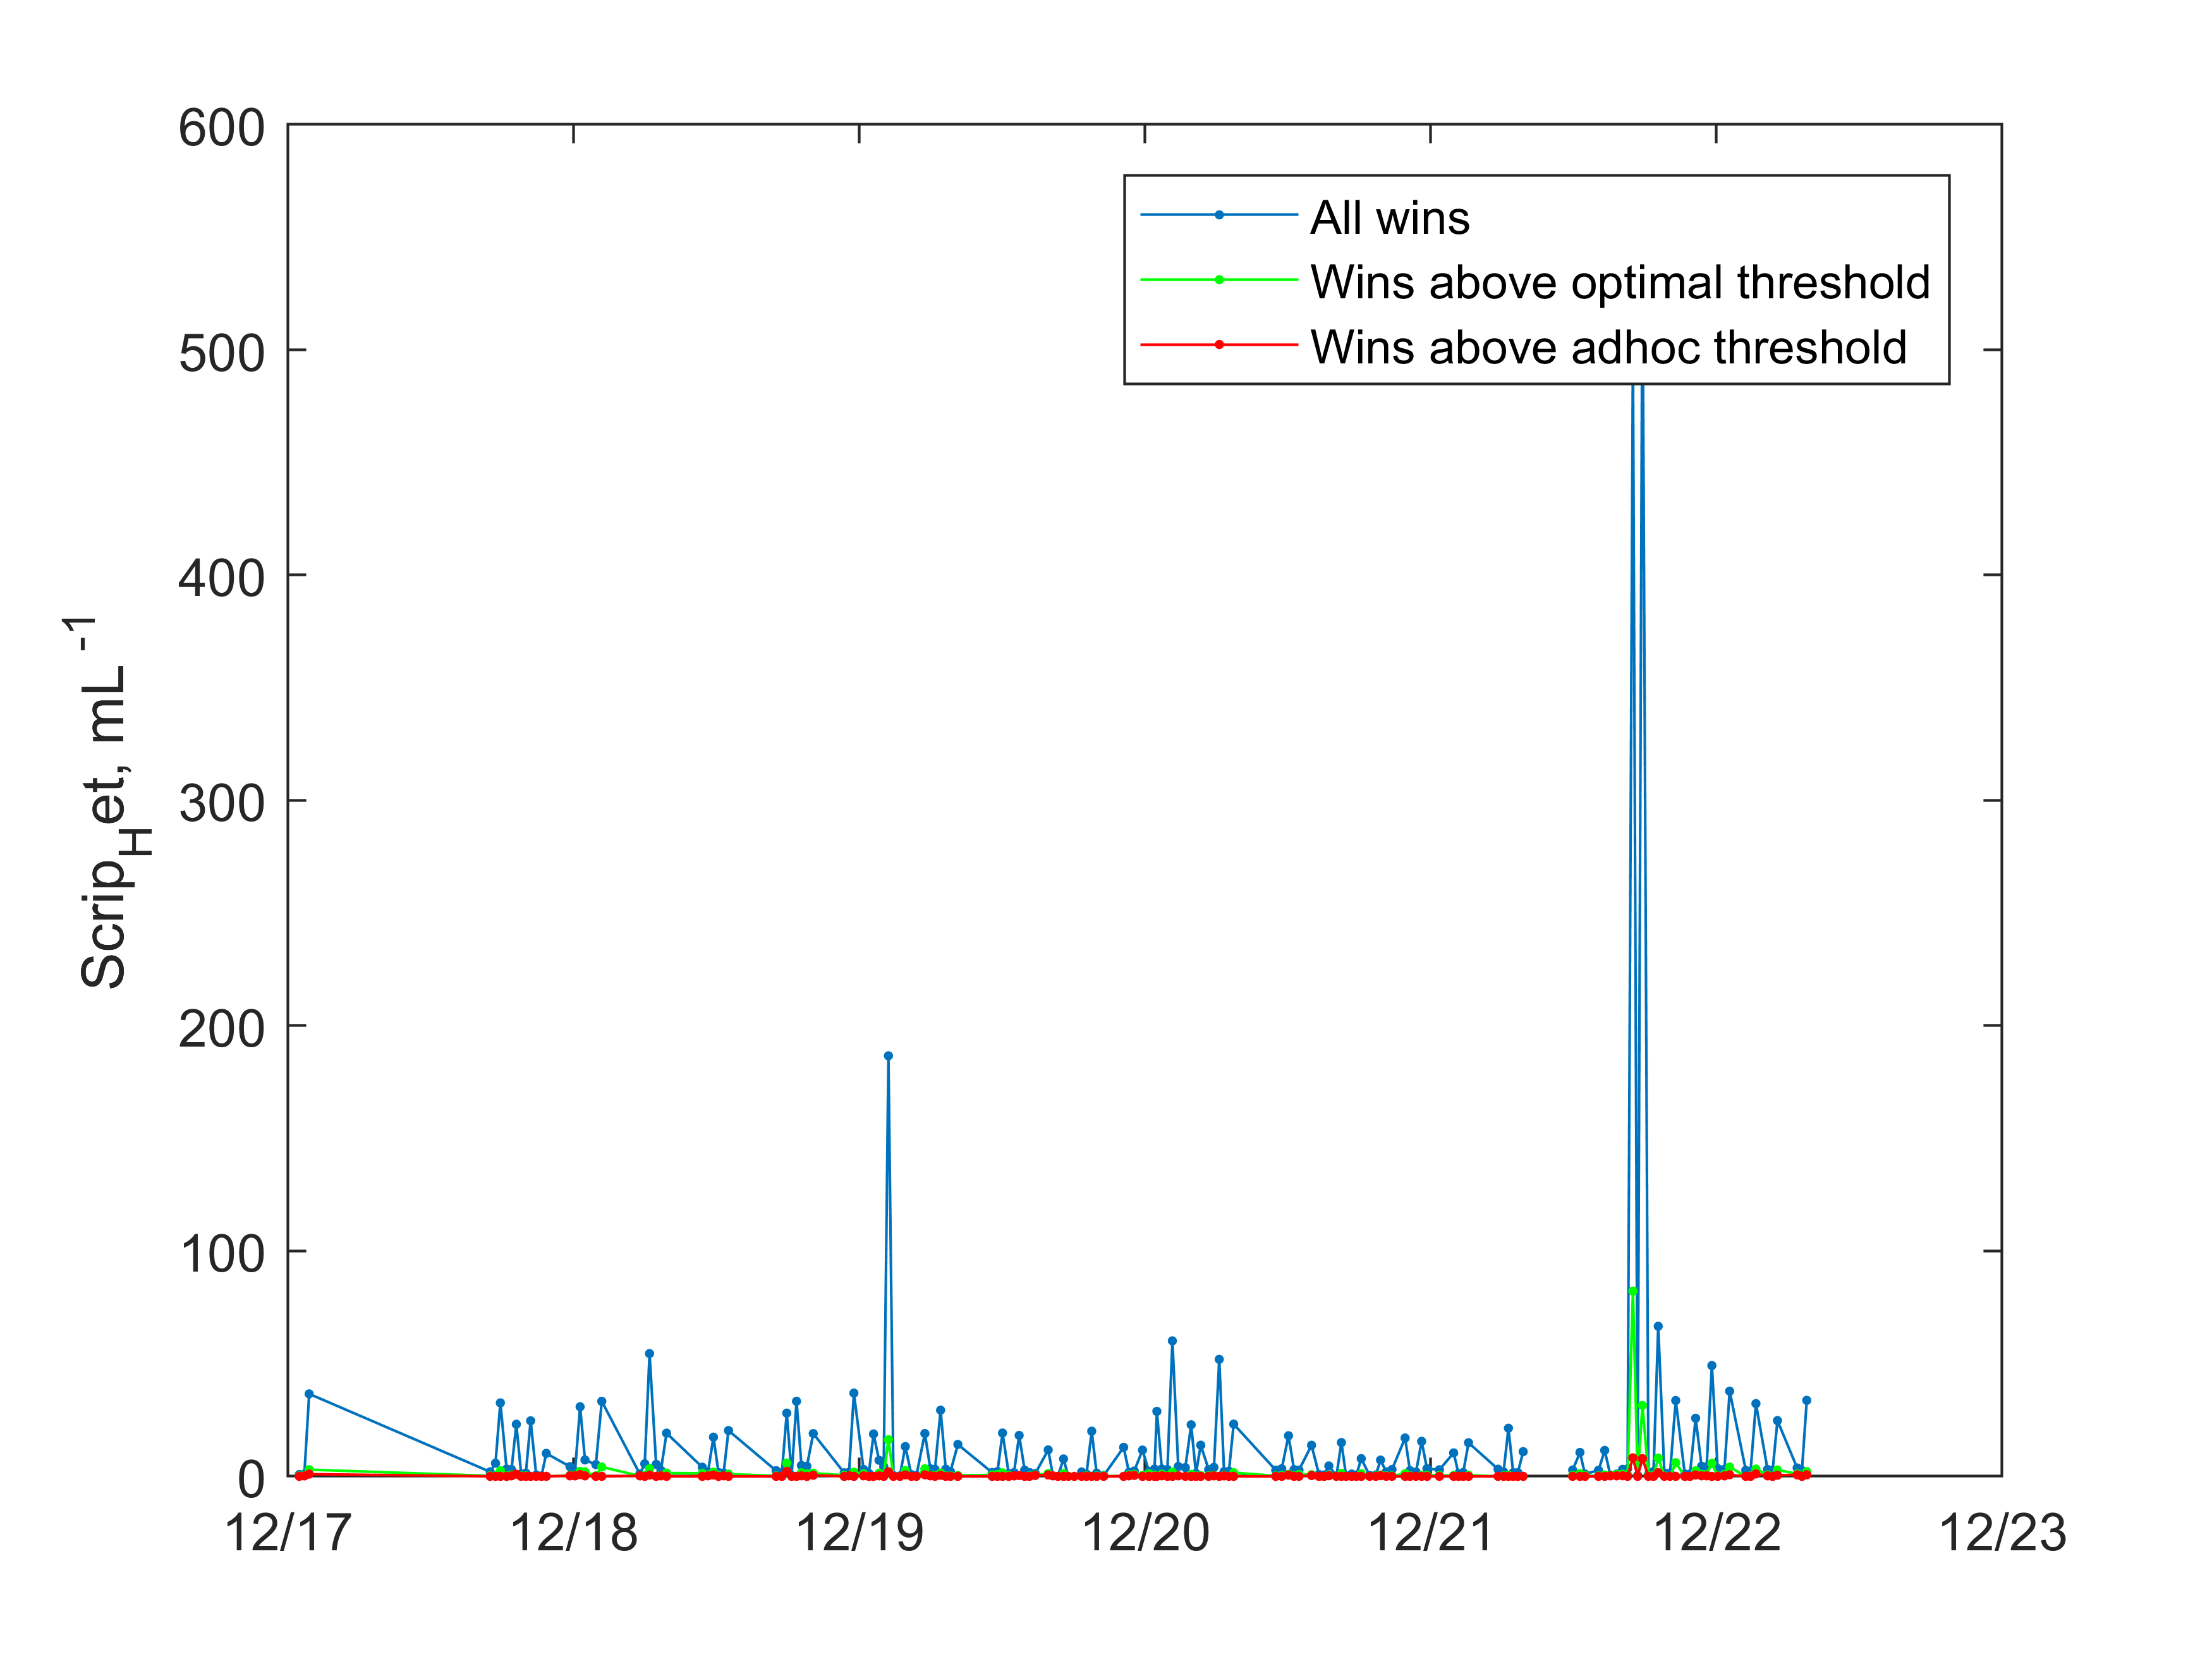 600
500
400
300
200
100
0
12/17 12/18 12/19 12/20 12/21 12/22 12/23
Scrip_Het, mL^-1
All wins
Wins above optimal threshold
Wins above adhoc threshold